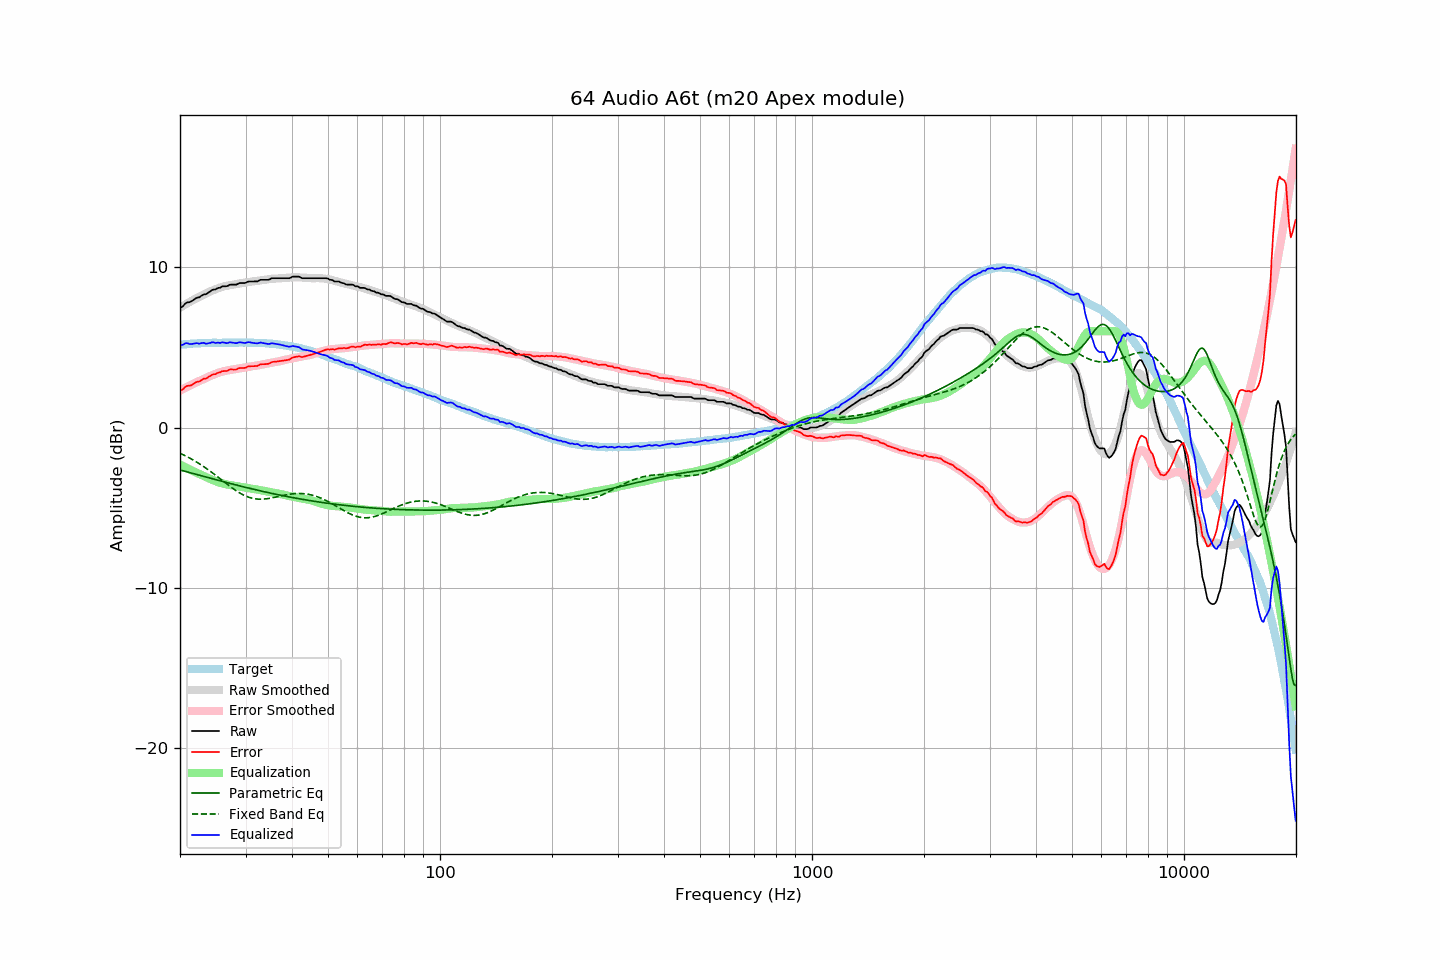 64 Audio A6t (m20 Apex module)
10
0
−10
−20
Amplitude (dBr)
Target
Raw Smoothed
Error Smoothed
Raw
Error
Equalization
Parametric Eq
Fixed Band Eq
Equalized
100
1000
10000
Frequency (Hz)